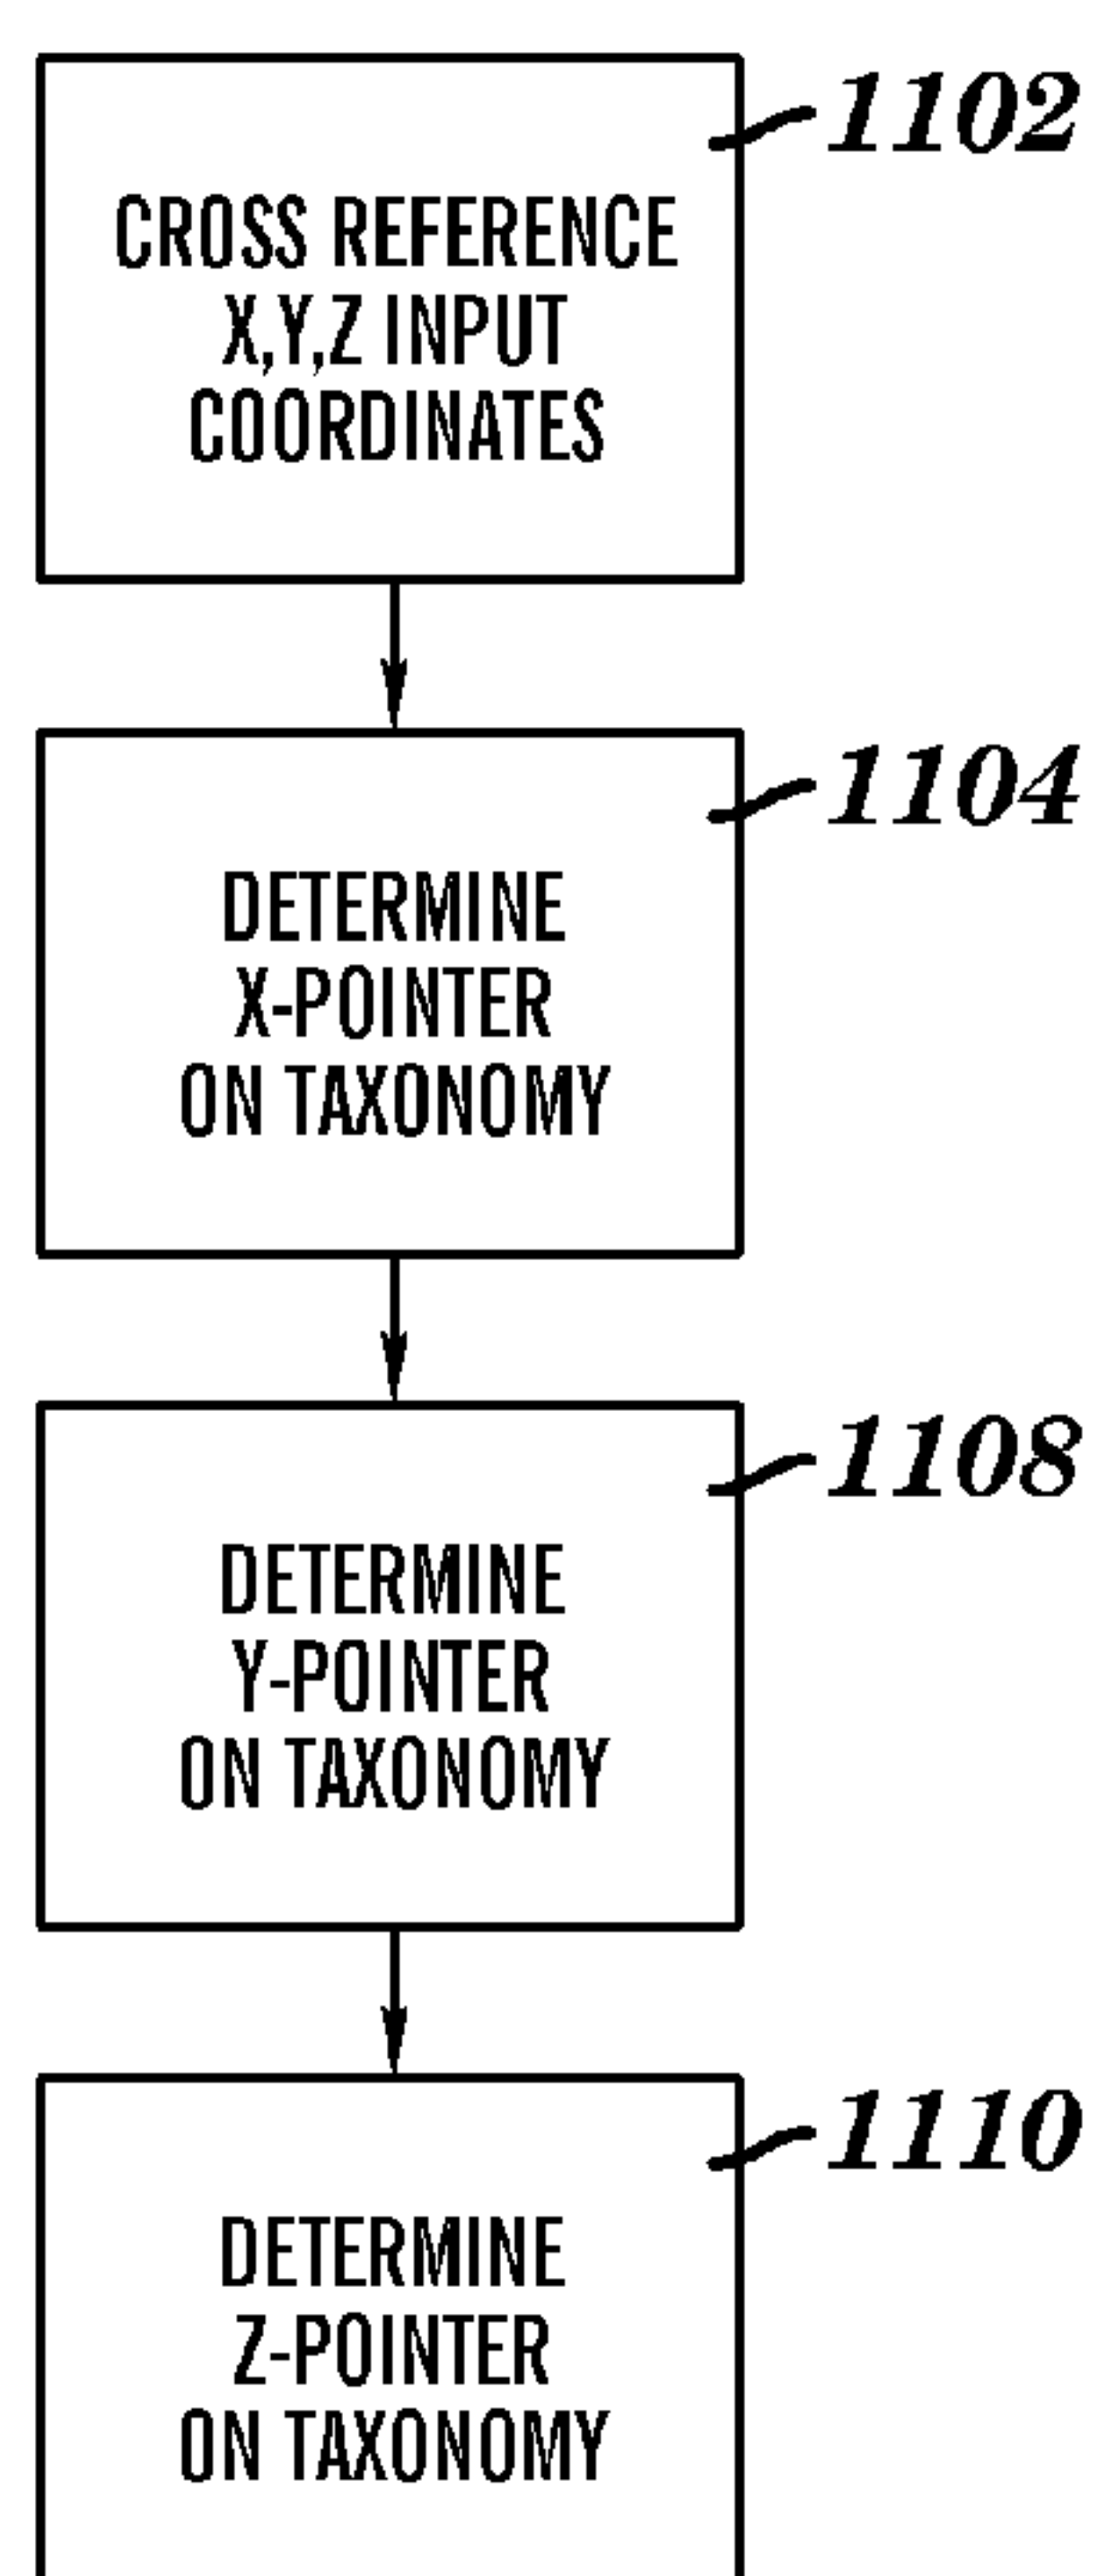 1102
CROSS REFERENCE
X,Y,Z INPUT
COORDINATES
1104
DETERMINE
X-POINTER
ON TAXONOMY
1108
DETERMINE
Y-POINTER
ON TAXONOMY
1110
DETERMINE
Z-POINTER
ON TAXONOMY